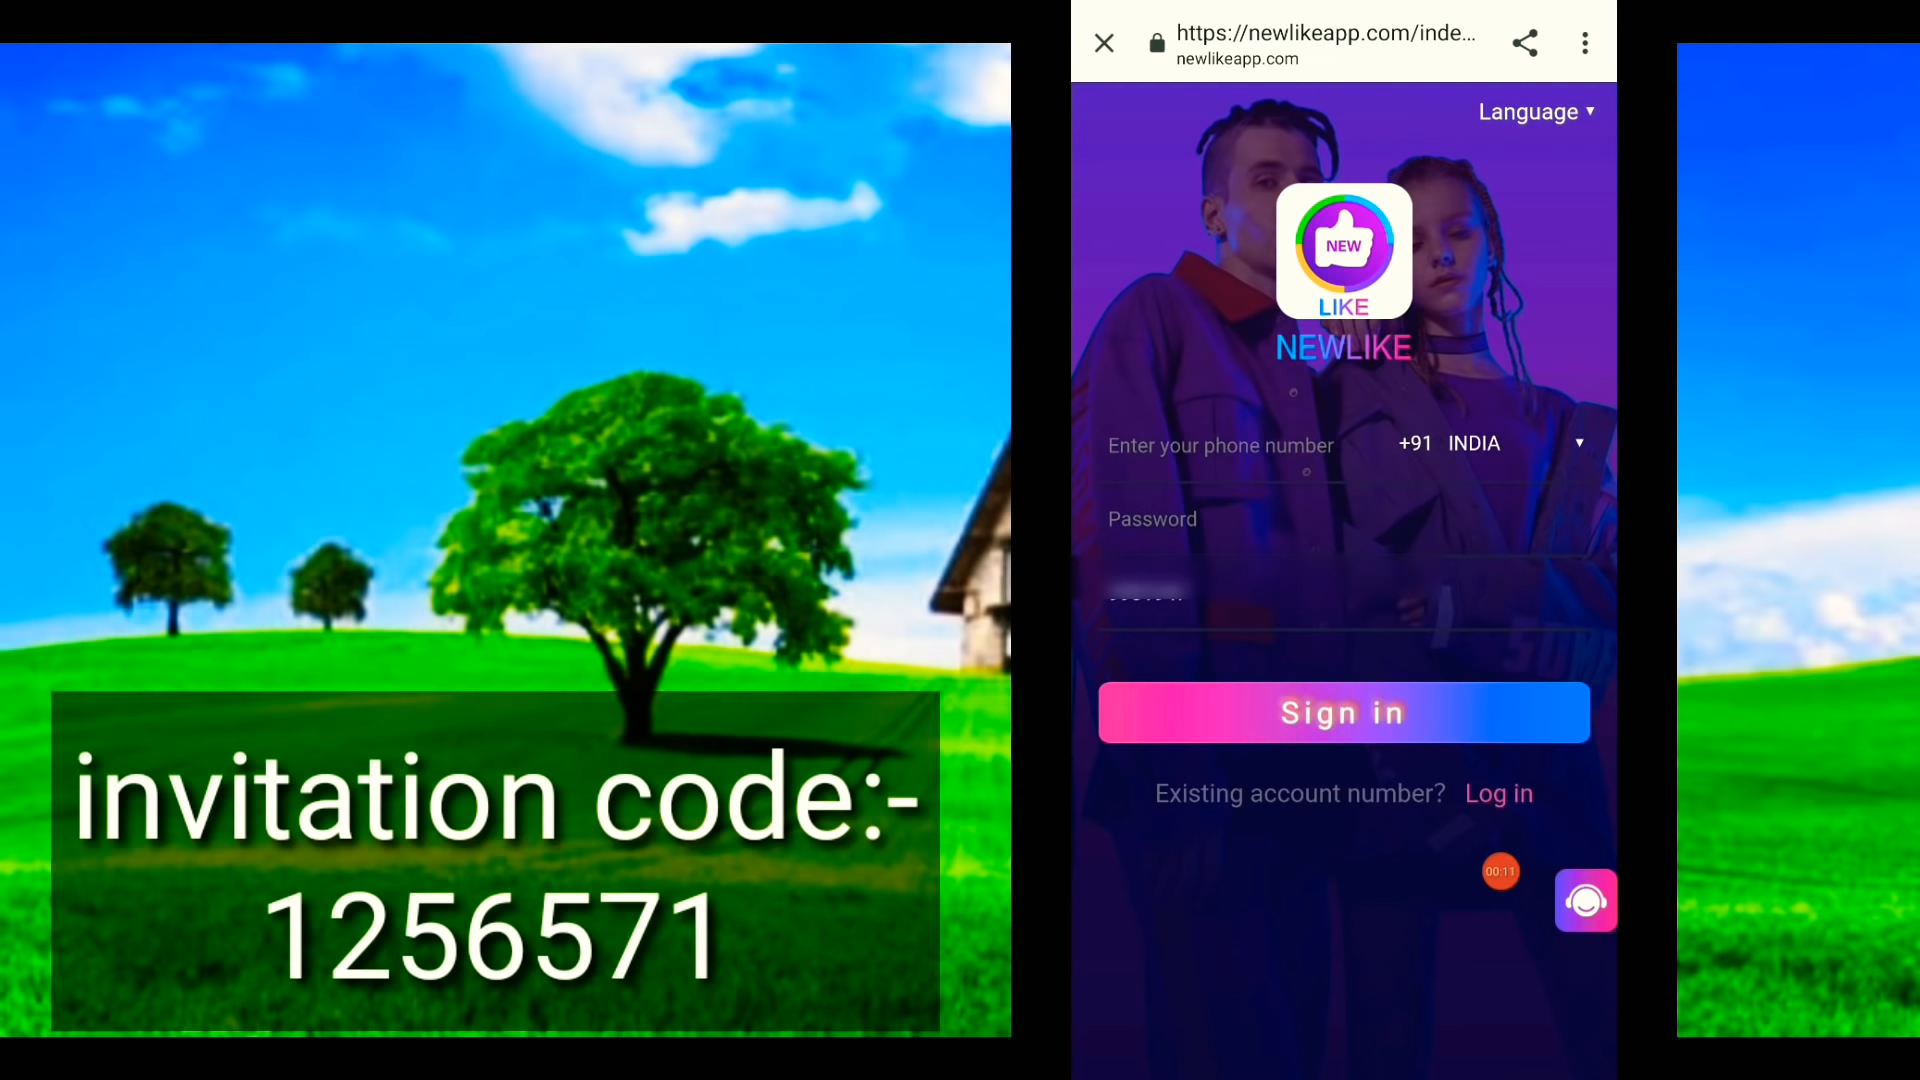 https://newlikeapp.com/inde...
newlikeapp.com
Language
NEW
LIKE
NEWLIKE
Enter your phone number +91 INDIA
Password
Sign in
Existing account number? Log in
00:11
invitation code:-
1256571